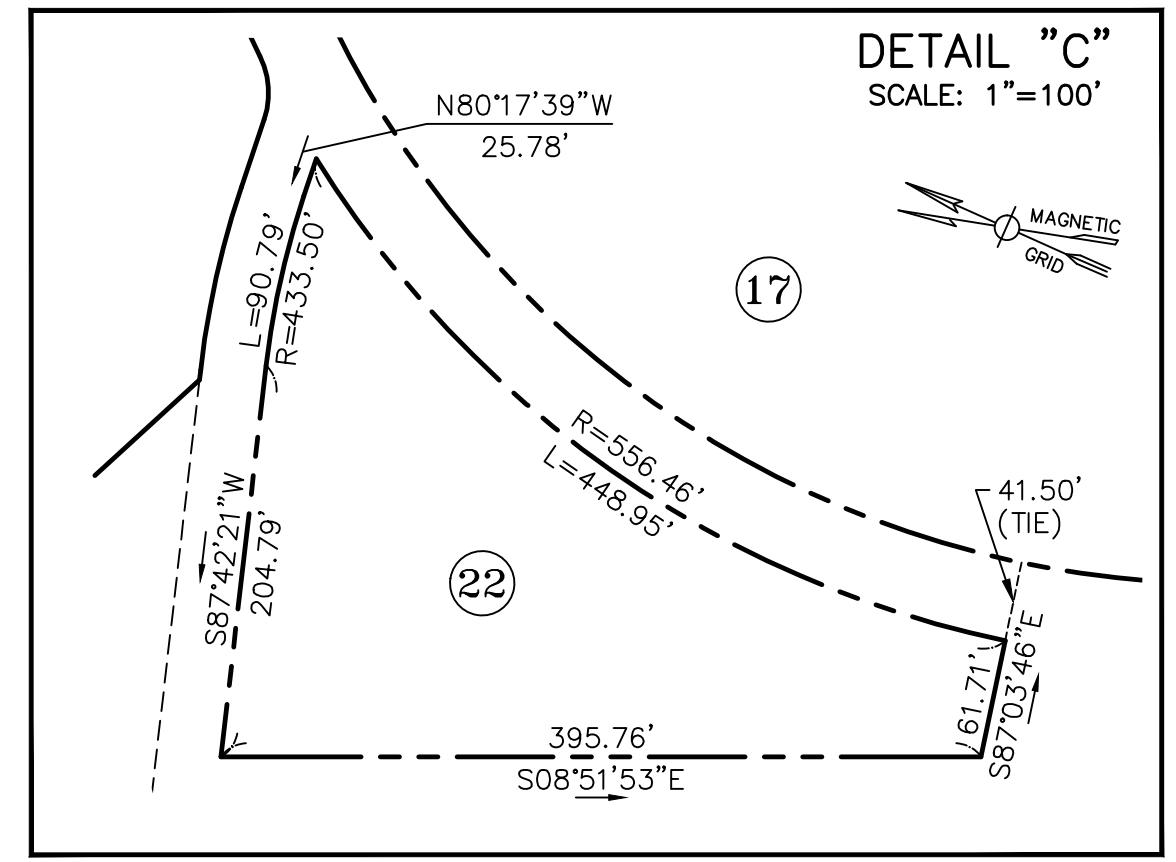 DETAIL "C"
SCALE: 1"=100'
N80°17'39"W
25.78'
MAGNETIC
GRID
17
L=90.79'
R=433.50'
R=556.46'
L=448.95'
41.50'
(TIE)
S87°42'21"W
204.79'
22
61.71'
S87°03'46"E
395.76'
S08°51'53"E